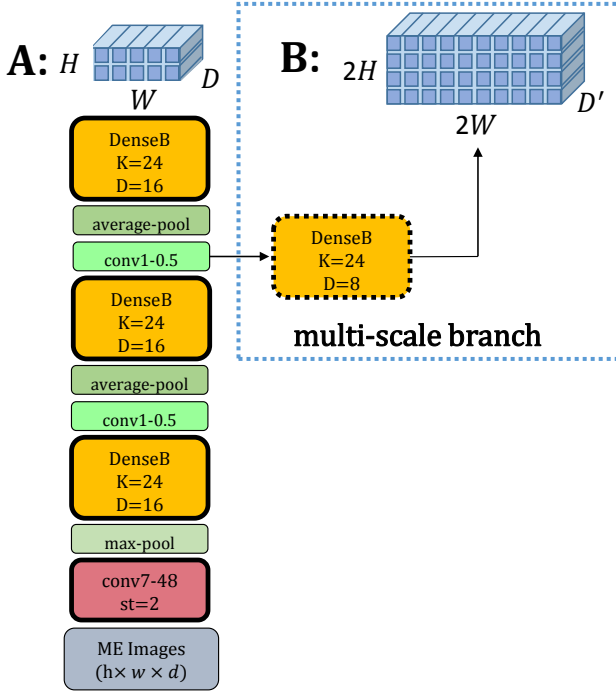 A:
H
W
D
DenseB
K=24
D=16
average-pool
conv1-0.5
DenseB
K=24
D=16
average-pool
conv1-0.5
DenseB
K=24
D=16
max-pool
conv7-48
st=2
ME Images
(h× w × d)
B:
2H
2W
D′
DenseB
K=24
D=8
multi-scale branch